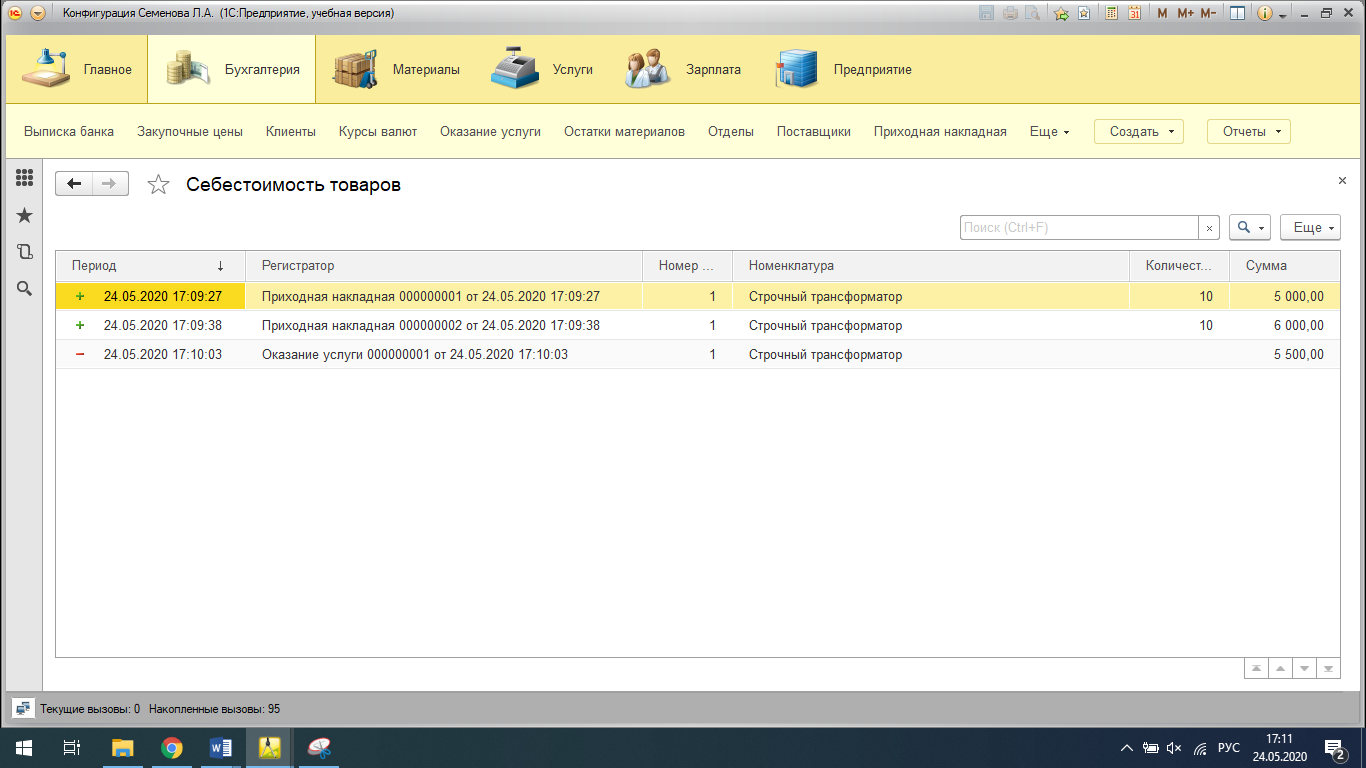 Конфигурация Семенова Л.А. (1С:Предприятие, учебная версия)
M M+ M-
Главное Бухгалтерия Материалы Услуги Зарплата Предприятие
Выписка банка Закупочные цены Клиенты Курсы валют Оказание услуги Остатки материалов Отделы Поставщики Приходная накладная Еще Создать Отчеты
Себестоимость товаров
Поиск (Ctrl+F) × Еще
Период ↓ Регистратор Номер ... Номенклатура Количест... Сумма
+ 24.05.2020 17:09:27 Приходная накладная 000000001 от 24.05.2020 17:09:27 1 Строчный трансформатор 10 5 000,00
+ 24.05.2020 17:09:38 Приходная накладная 000000002 от 24.05.2020 17:09:38 1 Строчный трансформатор 10 6 000,00
− 24.05.2020 17:10:03 Оказание услуги 000000001 от 24.05.2020 17:10:03 1 Строчный трансформатор 5 500,00
Текущие вызовы: 0 Накопленные вызовы: 95
РУС
17:11
24.05.2020
2